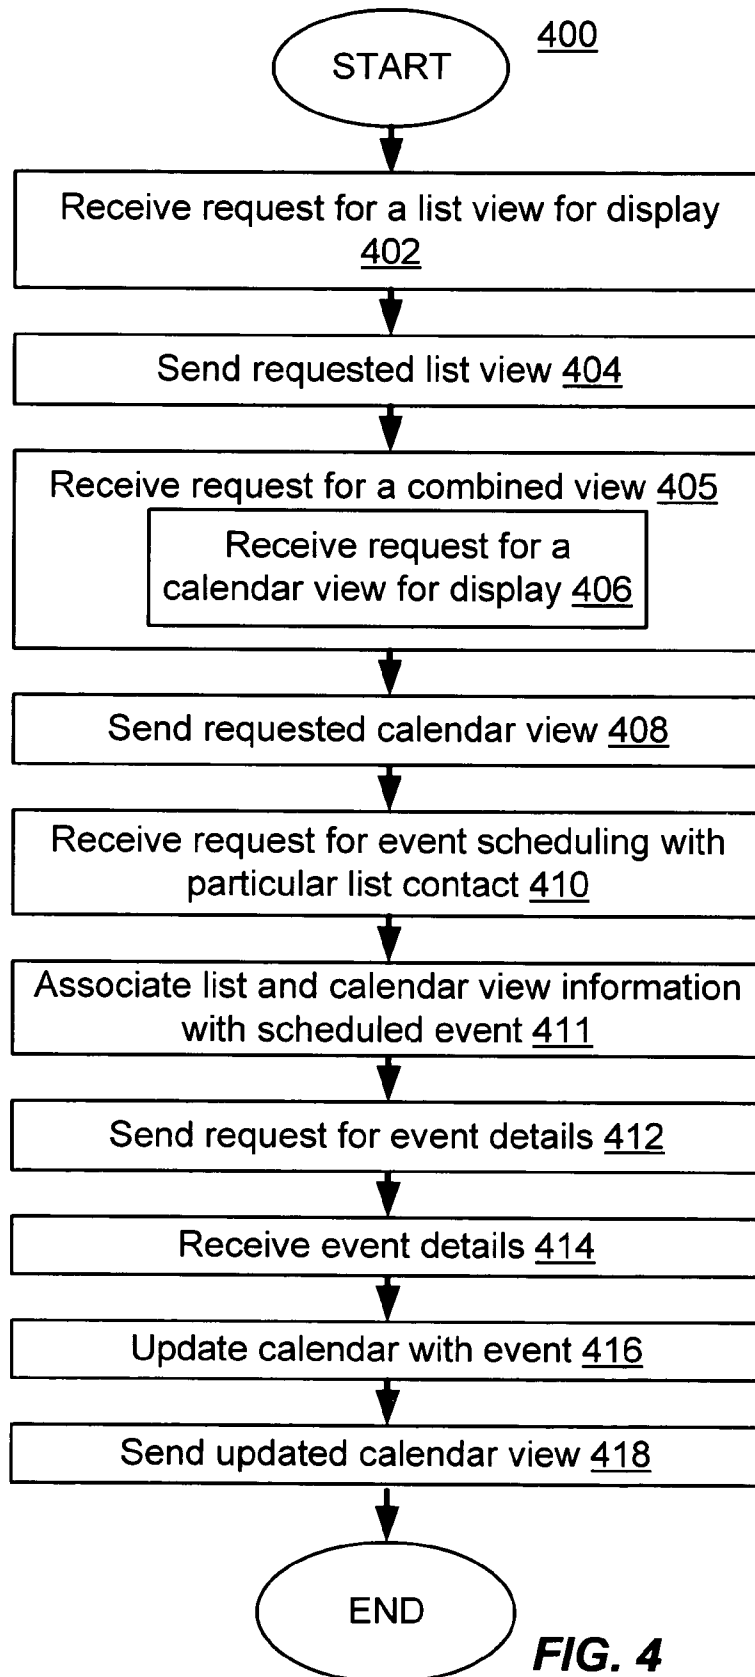 400
START
Receive request for a list view for display
402
Send requested list view 404
Receive request for a combined view 405
Receive request for a
calendar view for display 406
Send requested calendar view 408
Receive request for event scheduling with
particular list contact 410
Associate list and calendar view information
with scheduled event 411
Send request for event details 412
Receive event details 414
Update calendar with event 416
Send updated calendar view 418
END
FIG. 4